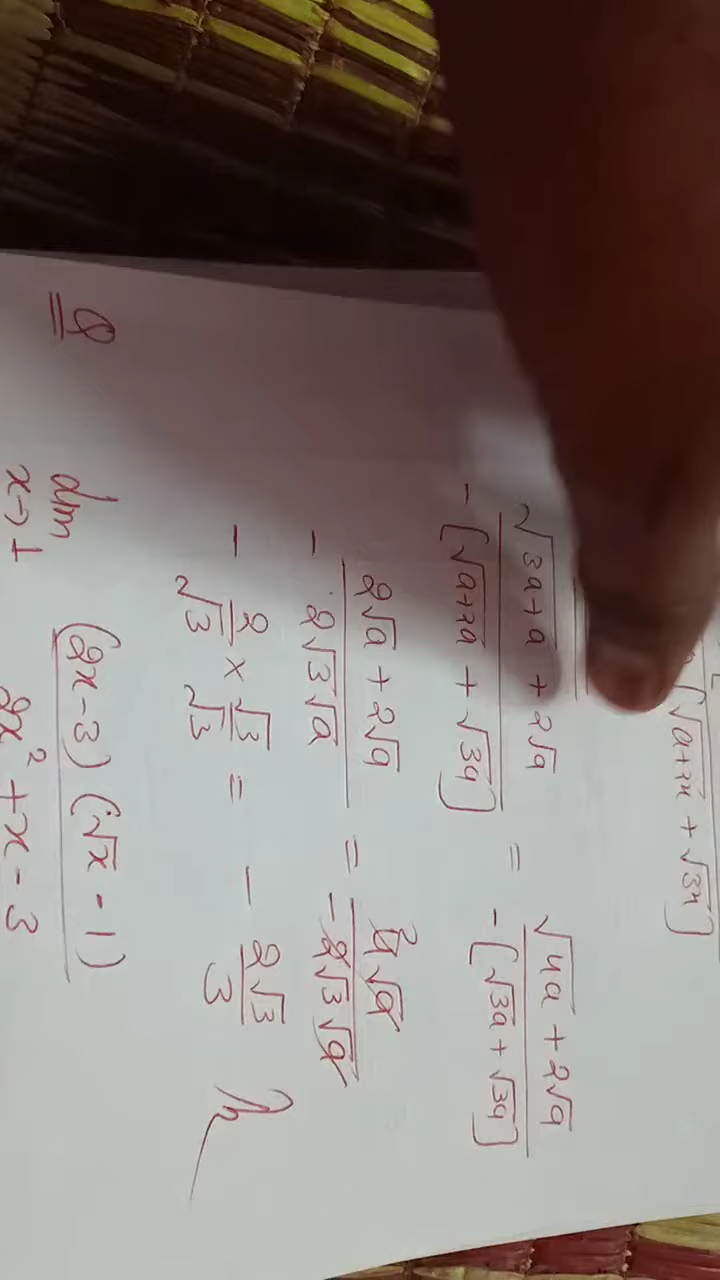 [√a+2x + √3x]
√3a+a + 2√a / -[√a+2a + √3a] = √4a + 2√a / -[√3a + √3a]
2√a + 2√a / - 2√3√a = 4√a / -2√3√a
- 2/√3 × √3/√3 = - 2√3/3
Q lim x→1 (2x-3)(√x - 1) / 2x² + x - 3